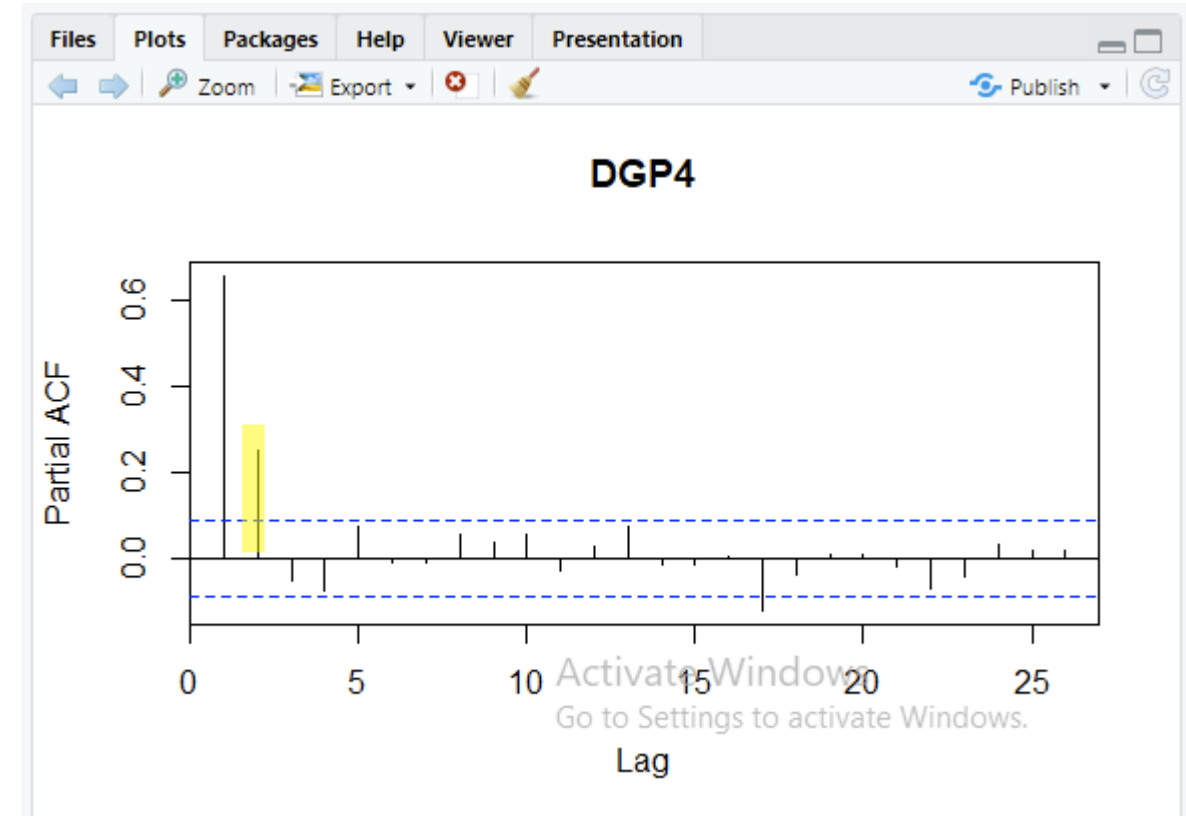 Files Plots Packages Help Viewer Presentation
Zoom Export Publish
DGP4
Partial ACF
0.6
0.4
0.2
0.0
0 5 10 15 20 25
Activate Windows
Go to Settings to activate Windows.
Lag